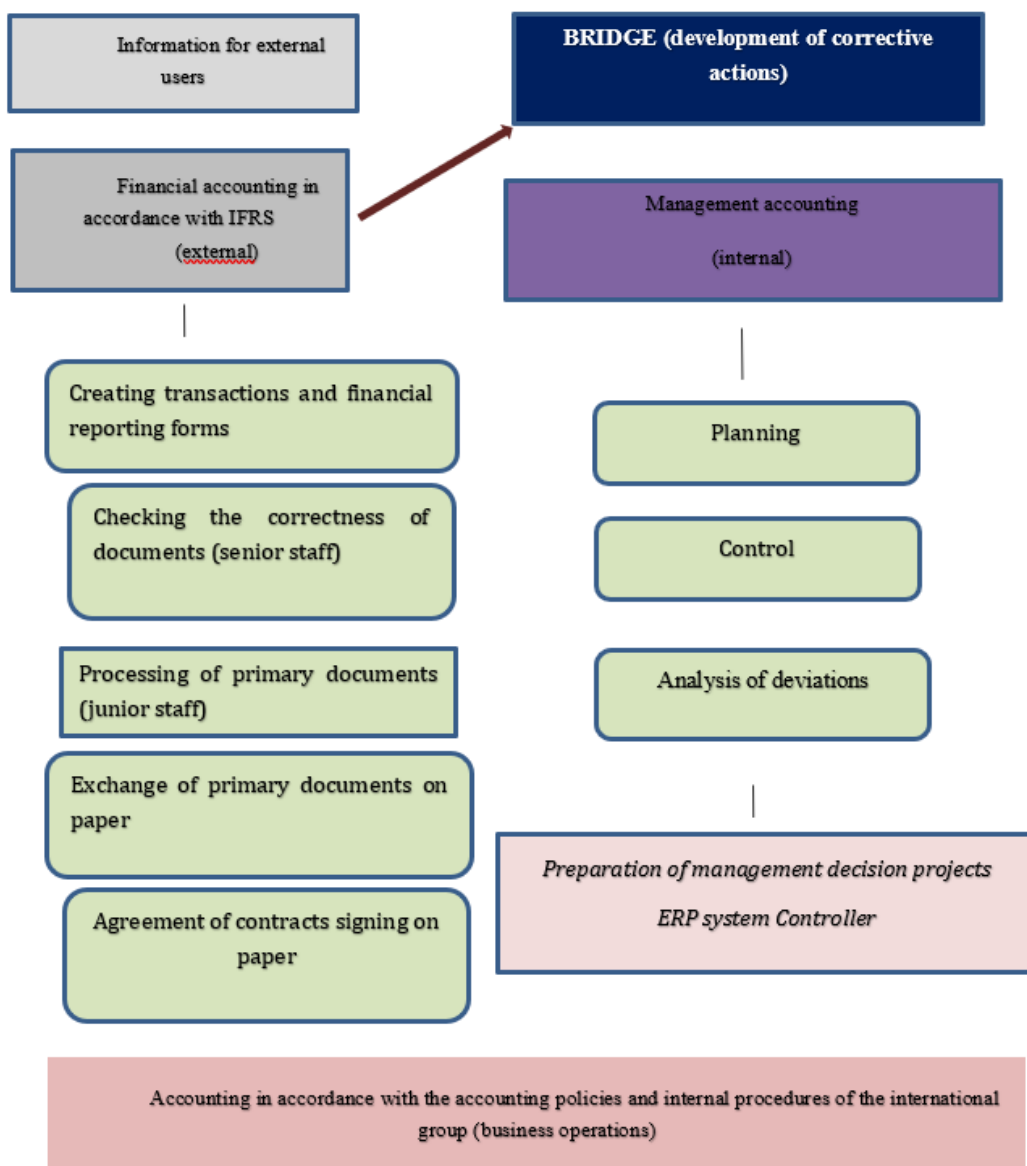 Information for external
users
BRIDGE (development of corrective
actions)
Financial accounting in
accordance with IFRS
(external)
Management accounting
(internal)
Creating transactions and financial
reporting forms
Checking the correctness of
documents (senior staff)
Processing of primary documents
(junior staff)
Exchange of primary documents on
paper
Agreement of contracts signing on
paper
Planning
Control
Analysis of deviations
Preparation of management decision projects
ERP system Controller
Accounting in accordance with the accounting policies and internal procedures of the international
group (business operations)